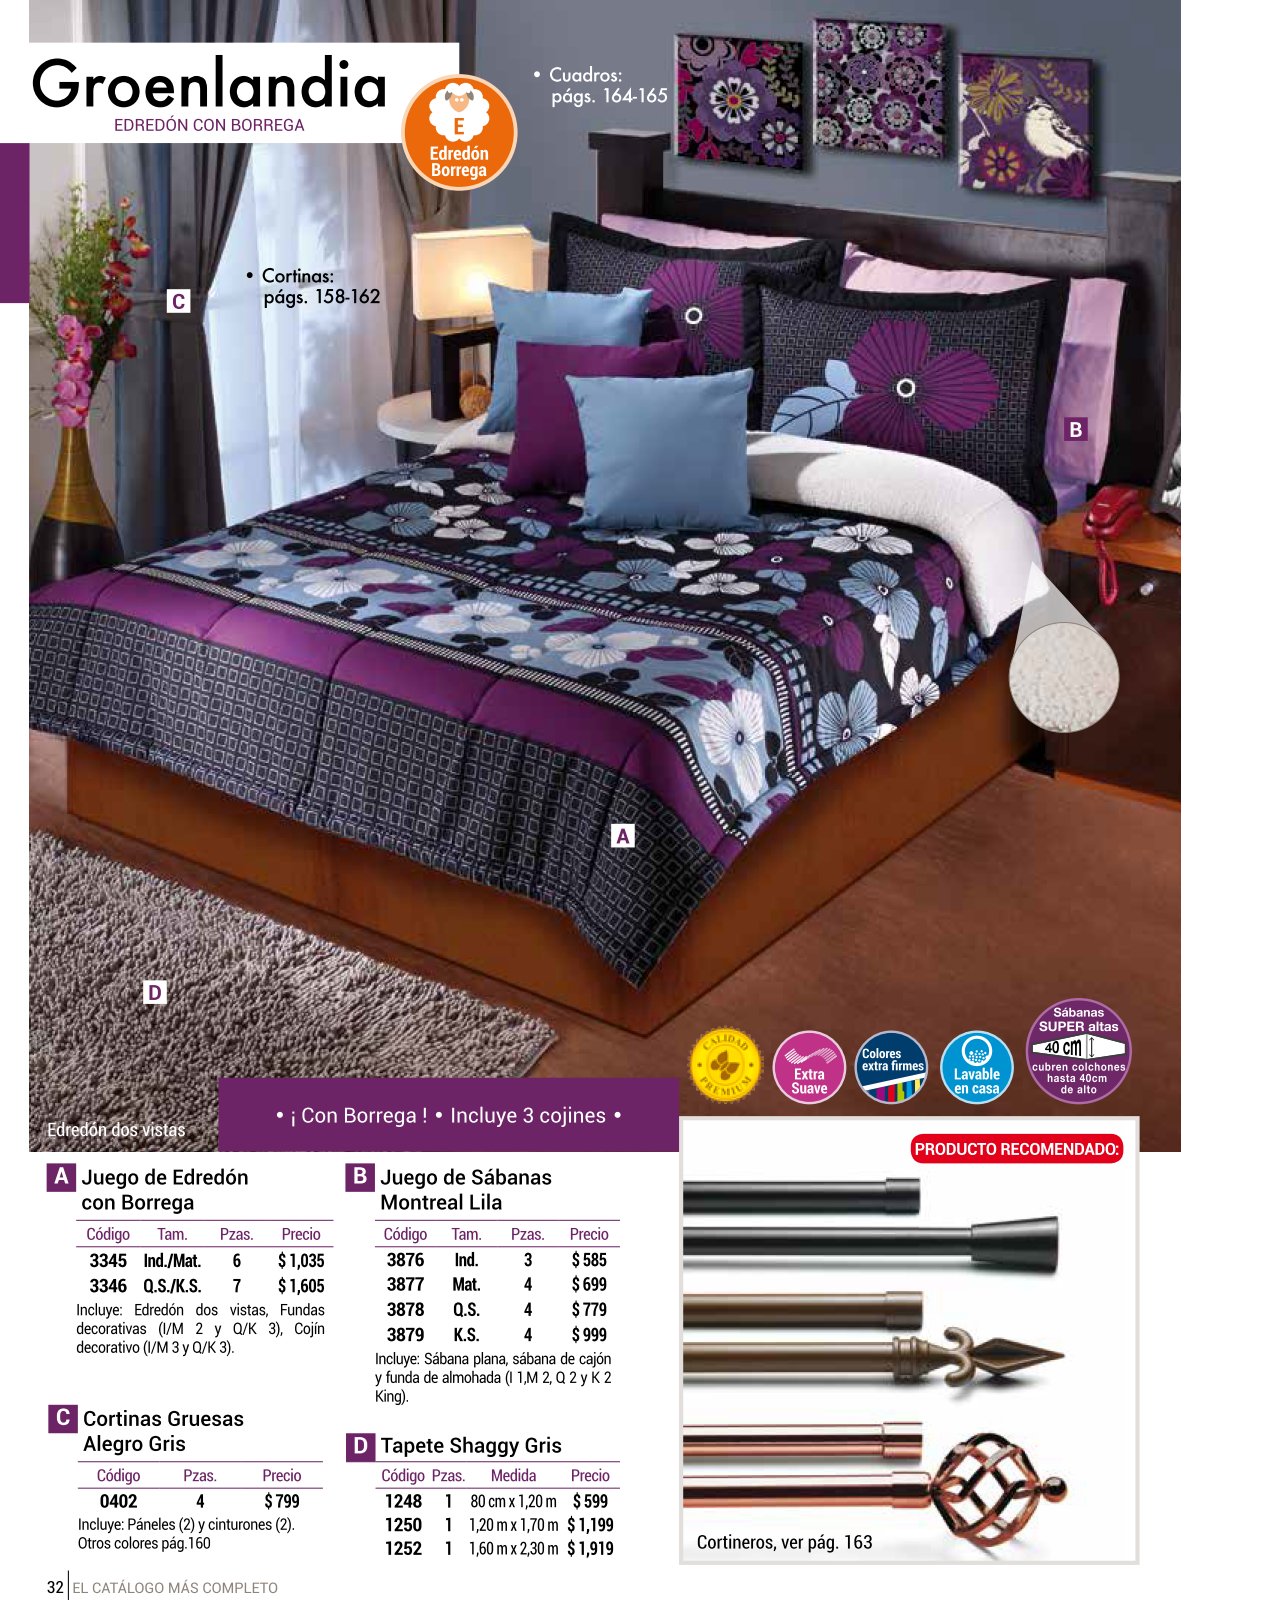 Groenlandia
EDREDÓN CON BORREGA
E
Edredón
Borrega
• Cuadros:
págs. 164-165
• Cortinas:
págs. 158-162
C
B
A
D
CALIDAD
PREMIUM
Extra
Suave
Colores
extra firmes
Lavable
en casa
Sábanas
SUPER altas
40 cm
cubren colchones
hasta 40cm
de alto
Edredón dos vistas
• ¡ Con Borrega ! • Incluye 3 cojines •
A Juego de Edredón
con Borrega
Código Tam. Pzas. Precio
3345 Ind./Mat. 6 $ 1,035
3346 Q.S./K.S. 7 $ 1,605
Incluye: Edredón dos vistas, Fundas
decorativas (I/M 2 y Q/K 3), Cojín
decorativo (I/M 3 y Q/K 3).
B Juego de Sábanas
Montreal Lila
Código Tam. Pzas. Precio
3876 Ind. 3 $ 585
3877 Mat. 4 $ 699
3878 Q.S. 4 $ 779
3879 K.S. 4 $ 999
Incluye: Sábana plana, sábana de cajón
y funda de almohada (I 1,M 2, Q 2 y K 2
King).
C Cortinas Gruesas
Alegro Gris
Código Pzas. Precio
0402 4 $ 799
Incluye: Páneles (2) y cinturones (2).
Otros colores pág.160
D Tapete Shaggy Gris
Código Pzas. Medida Precio
1248 1 80 cm x 1,20 m $ 599
1250 1 1,20 m x 1,70 m $ 1,199
1252 1 1,60 m x 2,30 m $ 1,919
PRODUCTO RECOMENDADO:
Cortineros, ver pág. 163
32 EL CATÁLOGO MÁS COMPLETO